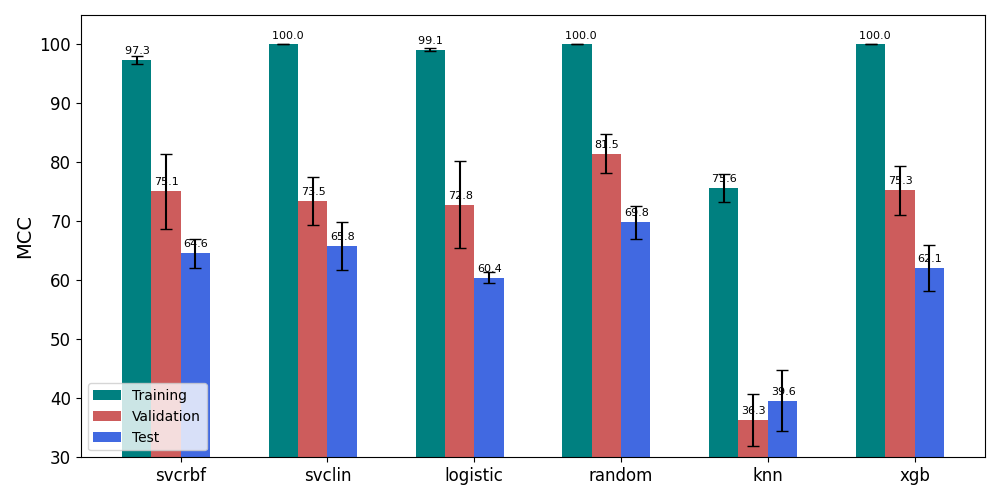 MCC
100
90
80
70
60
50
40
30
97.3
75.1
64.6
100.0
73.5
65.8
99.1
72.8
60.4
100.0
81.5
69.8
75.6
36.3
39.6
100.0
75.3
62.1
Training
Validation
Test
svcrbf
svclin
logistic
random
knn
xgb